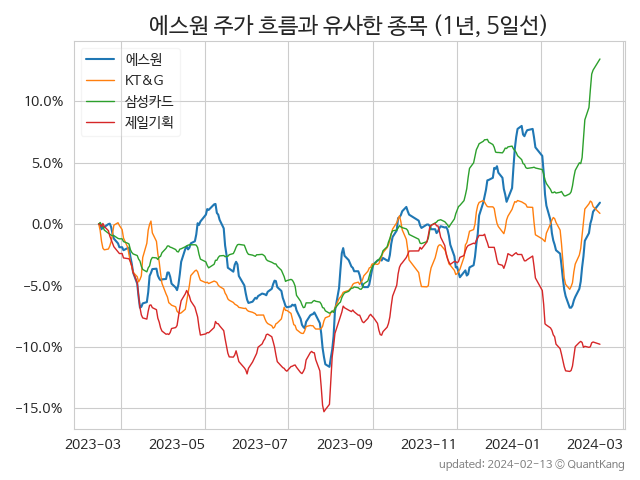 에스원 주가 흐름과 유사한 종목 (1년, 5일선)
에스원
KT&G
삼성카드
제일기획
10.0%
5.0%
0.0%
−5.0%
−10.0%
−15.0%
2023-03 2023-05 2023-07 2023-09 2023-11 2024-01 2024-03
updated: 2024-02-13 © QuantKang